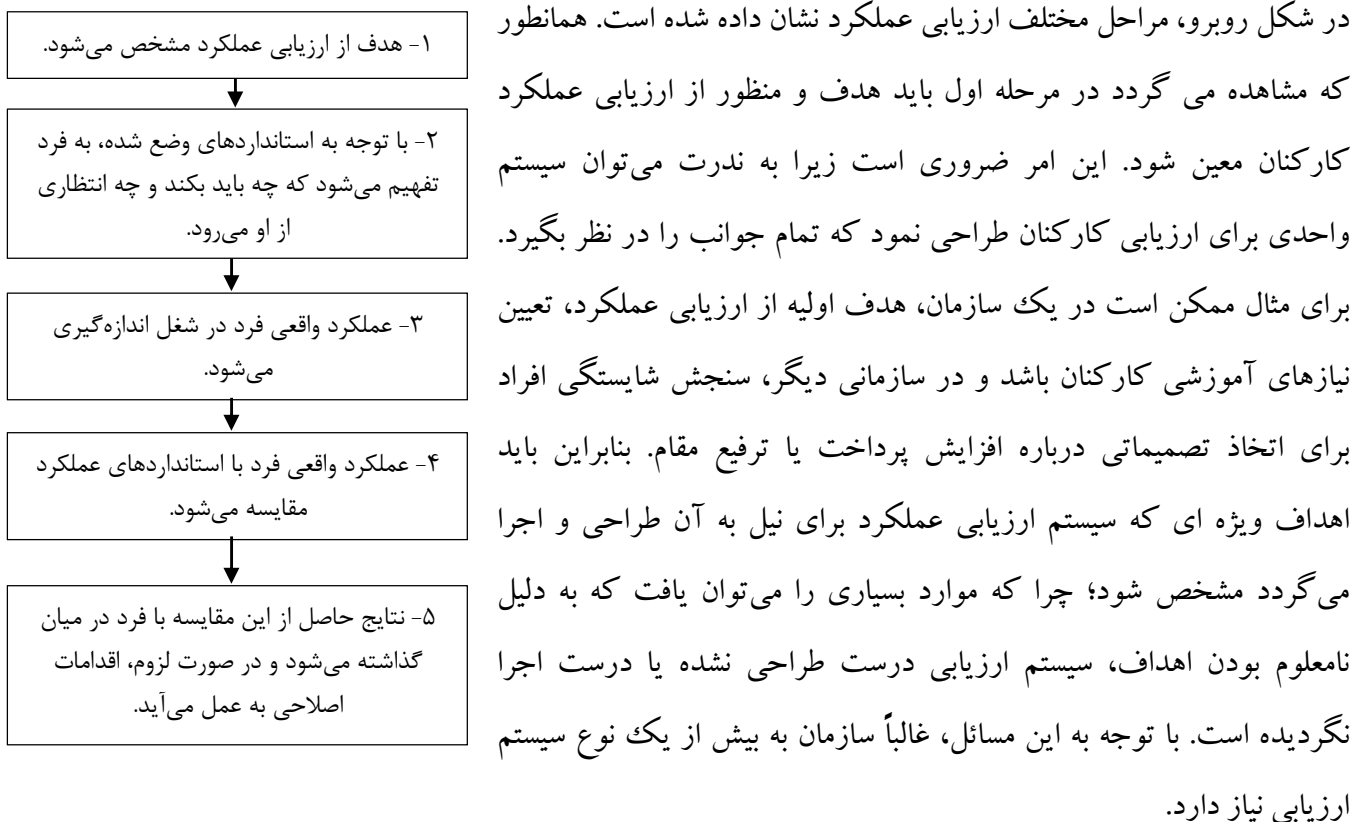 در شکل روبرو، مراحل مختلف ارزیابی عملکرد نشان داده شده است. همانطور
که مشاهده می گردد در مرحله اول باید هدف و منظور از ارزیابی عملکرد
کارکنان معین شود. این امر ضروری است زیرا به ندرت می‌توان سیستم
واحدی برای ارزیابی کارکنان طراحی نمود که تمام جوانب را در نظر بگیرد.
برای مثال ممکن است در یک سازمان، هدف اولیه از ارزیابی عملکرد، تعیین
نیازهای آموزشی کارکنان باشد و در سازمانی دیگر، سنجش شایستگی افراد
برای اتخاذ تصمیماتی درباره افزایش پرداخت یا ترفیع مقام. بنابراین باید
اهداف ویژه ای که سیستم ارزیابی عملکرد برای نیل به آن طراحی و اجرا
می‌گردد مشخص شود؛ چرا که موارد بسیاری را می‌توان یافت که به دلیل
نامعلوم بودن اهداف، سیستم ارزیابی درست طراحی نشده یا درست اجرا
نگردیده است. با توجه به این مسائل، غالباً سازمان به بیش از یک نوع سیستم
ارزیابی نیاز دارد.
۱- هدف از ارزیابی عملکرد مشخص می‌شود.
۲- با توجه به استانداردهای وضع شده، به فرد
تفهیم می‌شود که چه باید بکند و چه انتظاری
از او می‌رود.
۳- عملکرد واقعی فرد در شغل اندازه‌گیری
می‌شود.
۴- عملکرد واقعی فرد با استانداردهای عملکرد
مقایسه می‌شود.
۵- نتایج حاصل از این مقایسه با فرد در میان
گذاشته می‌شود و در صورت لزوم، اقدامات
اصلاحی به عمل می‌آید.